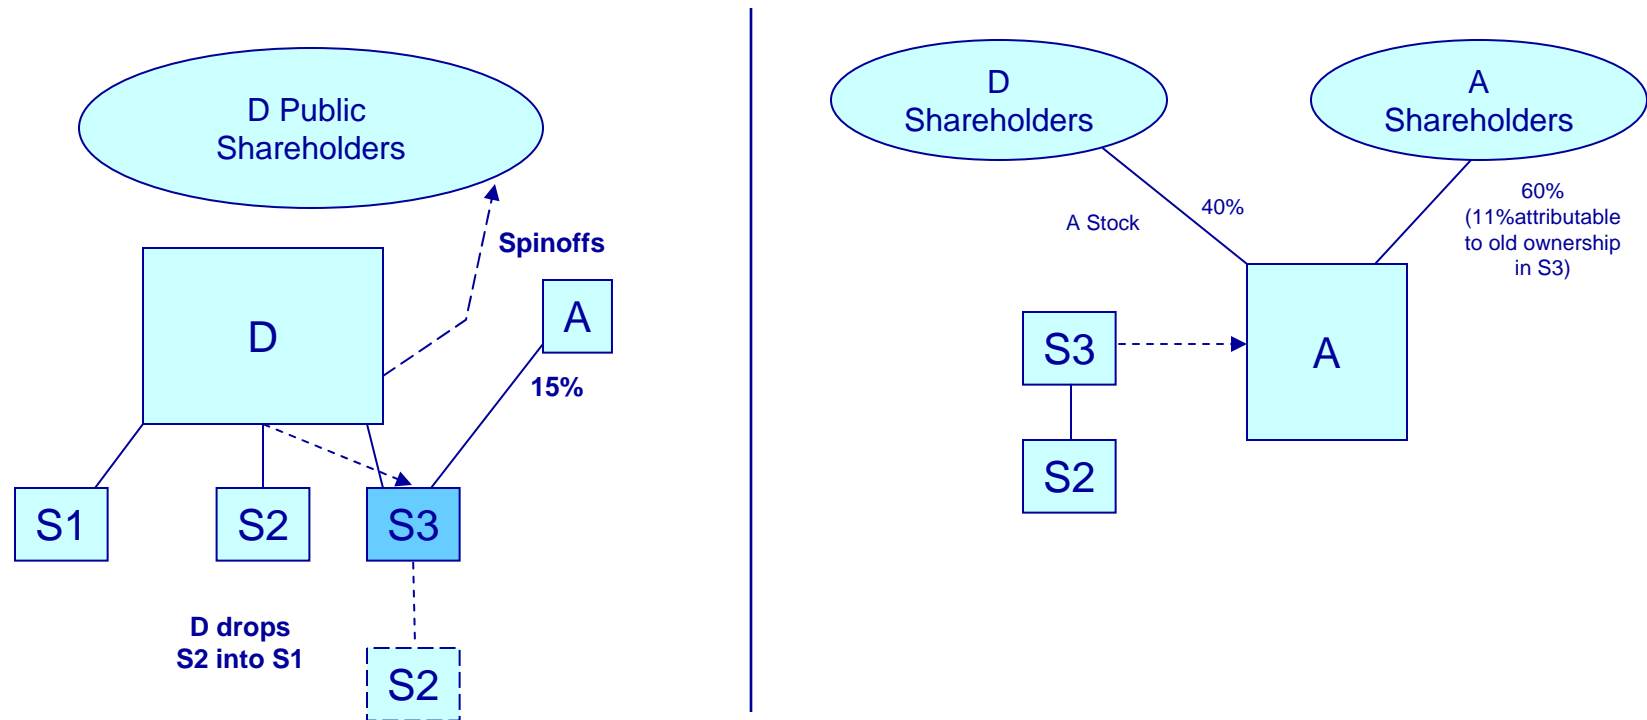 D Public
Shareholders
Spinoffs
D
A
15%
S1
S2
S3
D drops
S2 into S1
S2
D
Shareholders
A
Shareholders
A Stock
40%
60%
(11%attributable
to old ownership
in S3)
S3
A
S2